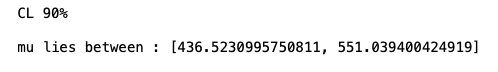 CL 90%
mu lies between : [436.5230995750811, 551.039400424919]